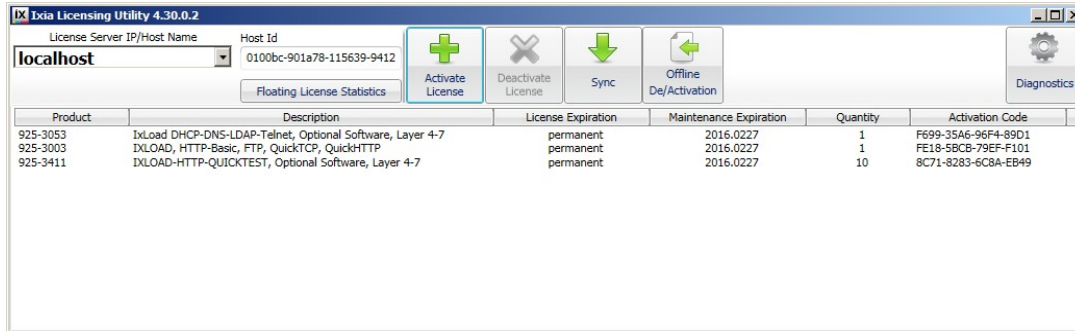 iX Ixia Licensing Utility 4.30.0.2
License Server IP/Host Name Host Id
localhost 0100bc-901a78-115639-9412
Floating License Statistics
Activate License
Deactivate License
Sync
Offline De/Activation
Diagnostics
Product Description License Expiration Maintenance Expiration Quantity Activation Code
925-3053 IxLoad DHCP-DNS-LDAP-Telnet, Optional Software, Layer 4-7 permanent 2016.0227 1 F699-35A6-96F4-89D1
925-3003 IXLOAD, HTTP-Basic, FTP, QuickTCP, QuickHTTP permanent 2016.0227 1 FE18-5BCB-79EF-F101
925-3411 IXLOAD-HTTP-QUICKTEST, Optional Software, Layer 4-7 permanent 2016.0227 10 8C71-8283-6C8A-EB49